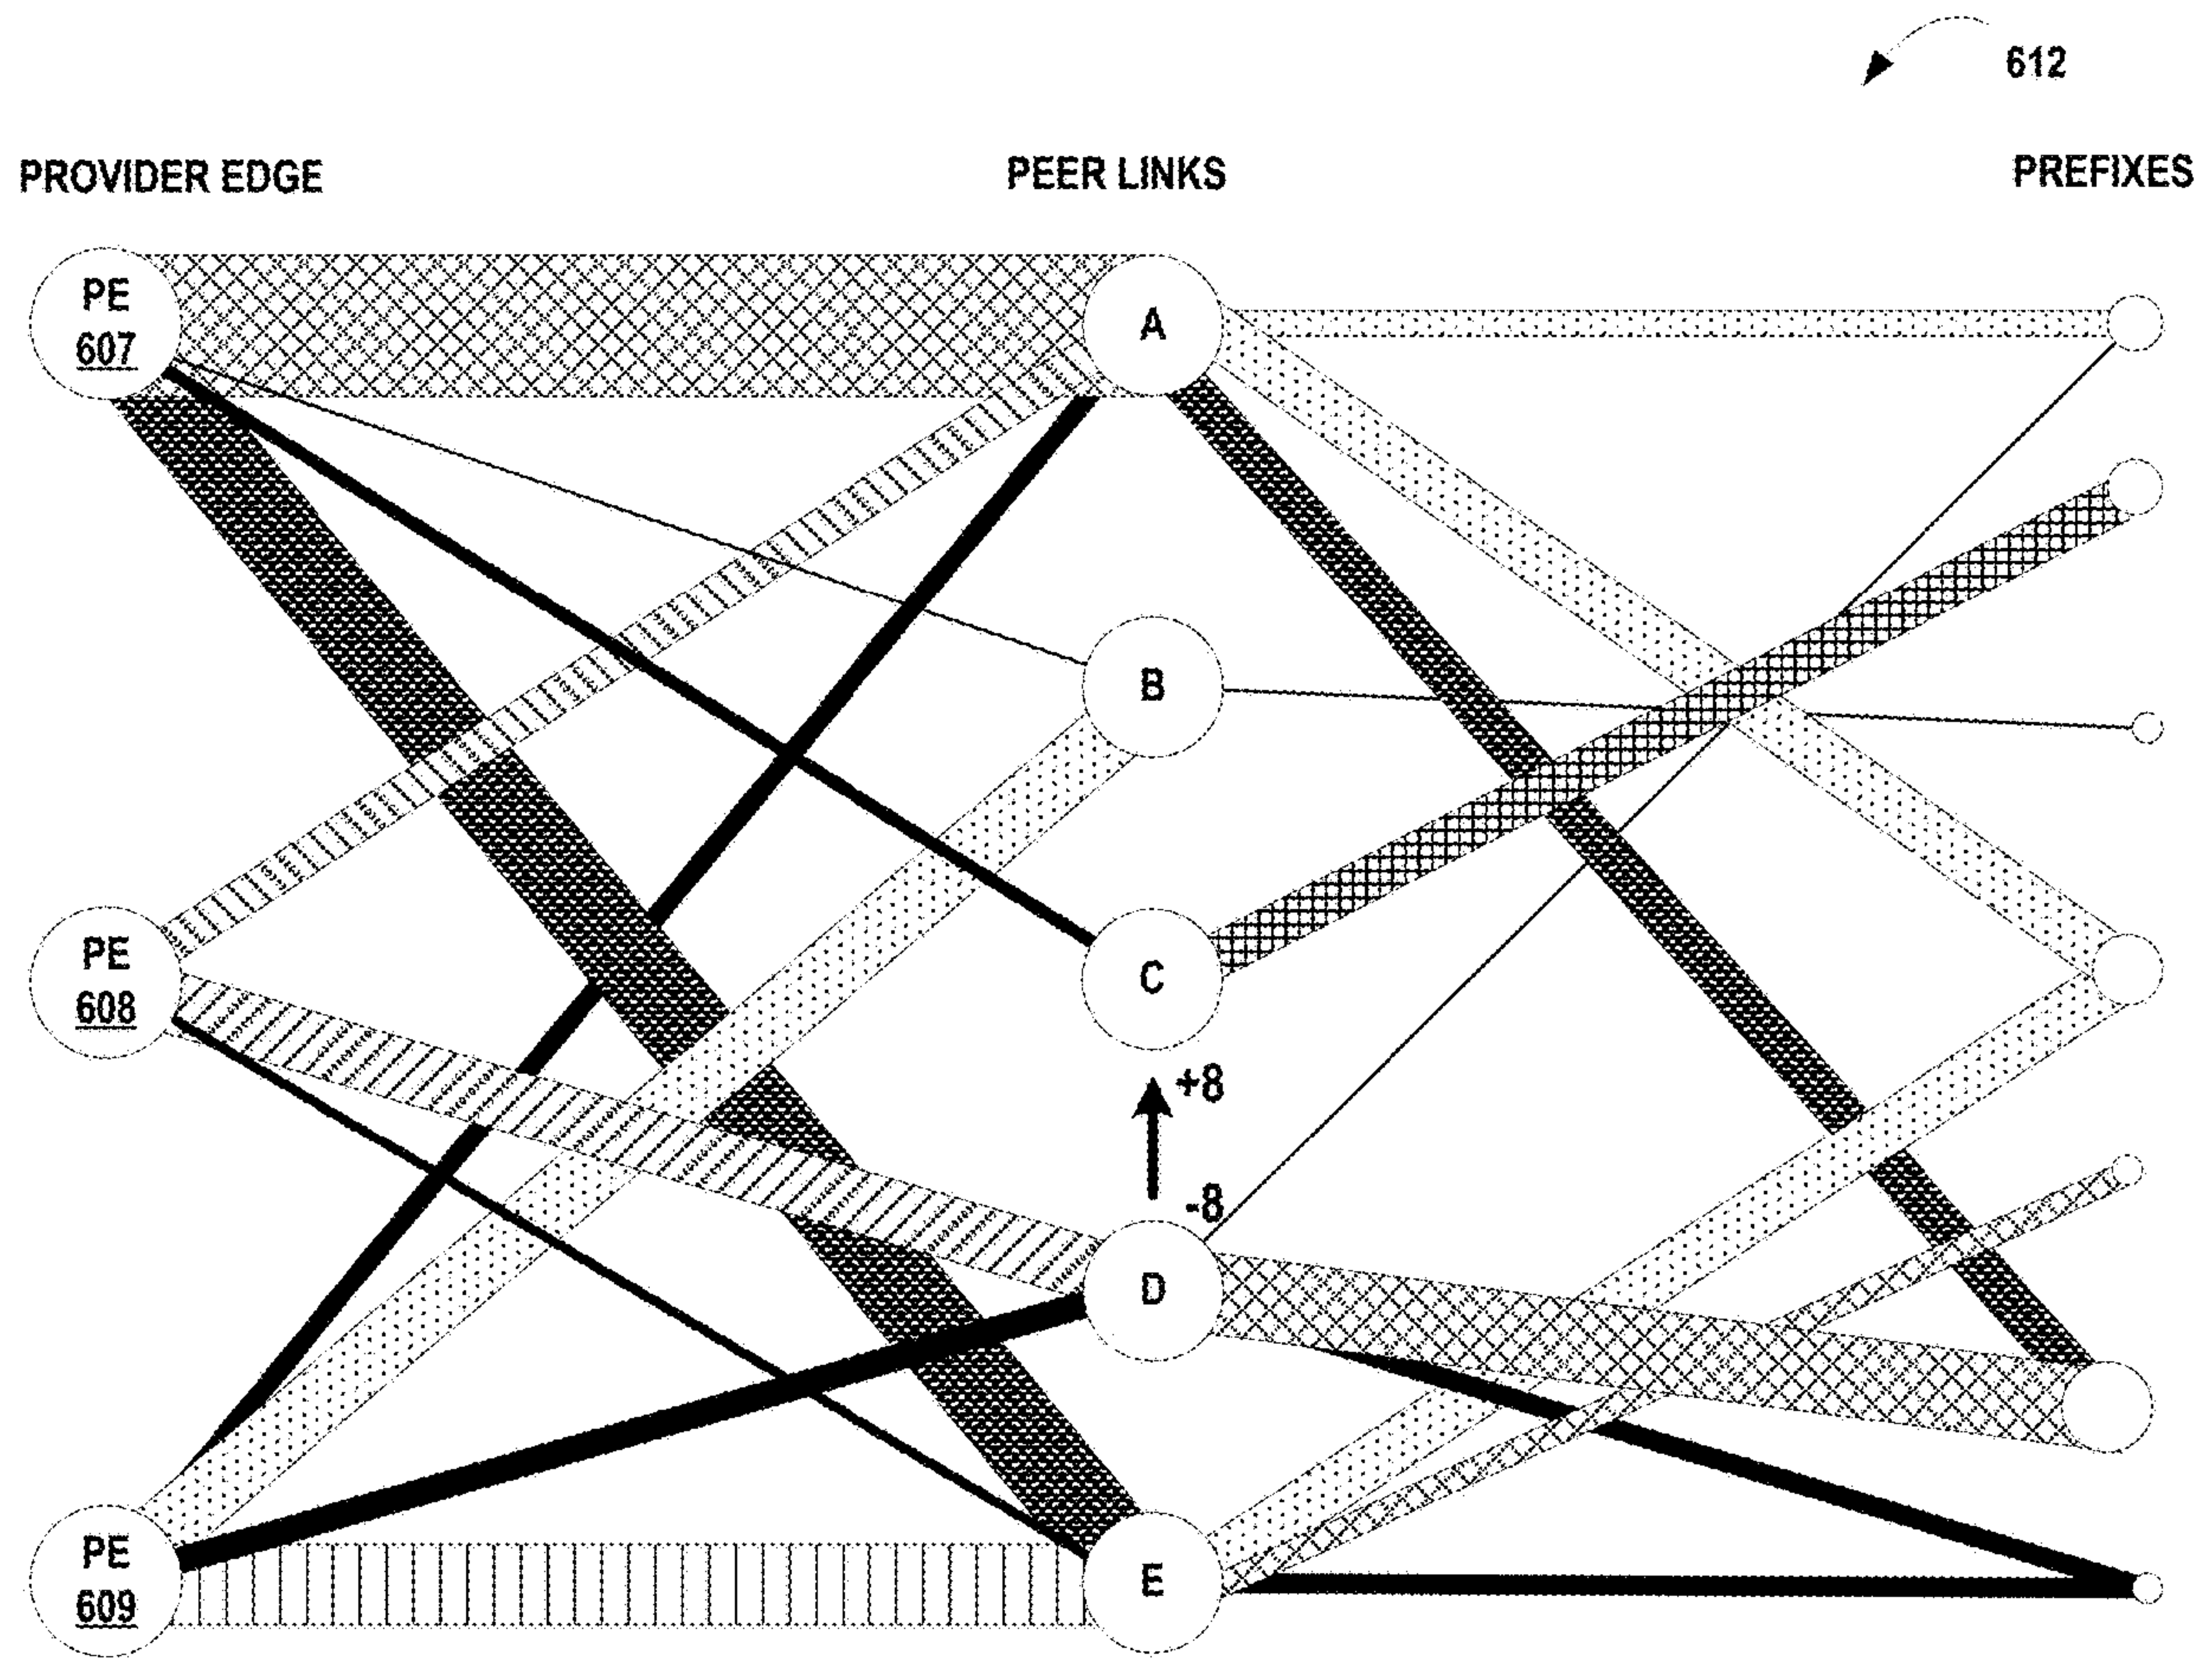 612
PROVIDER EDGE
PEER LINKS
PREFIXES
PE
607
A
B
PE
608
C
+8
-8
D
PE
609
E